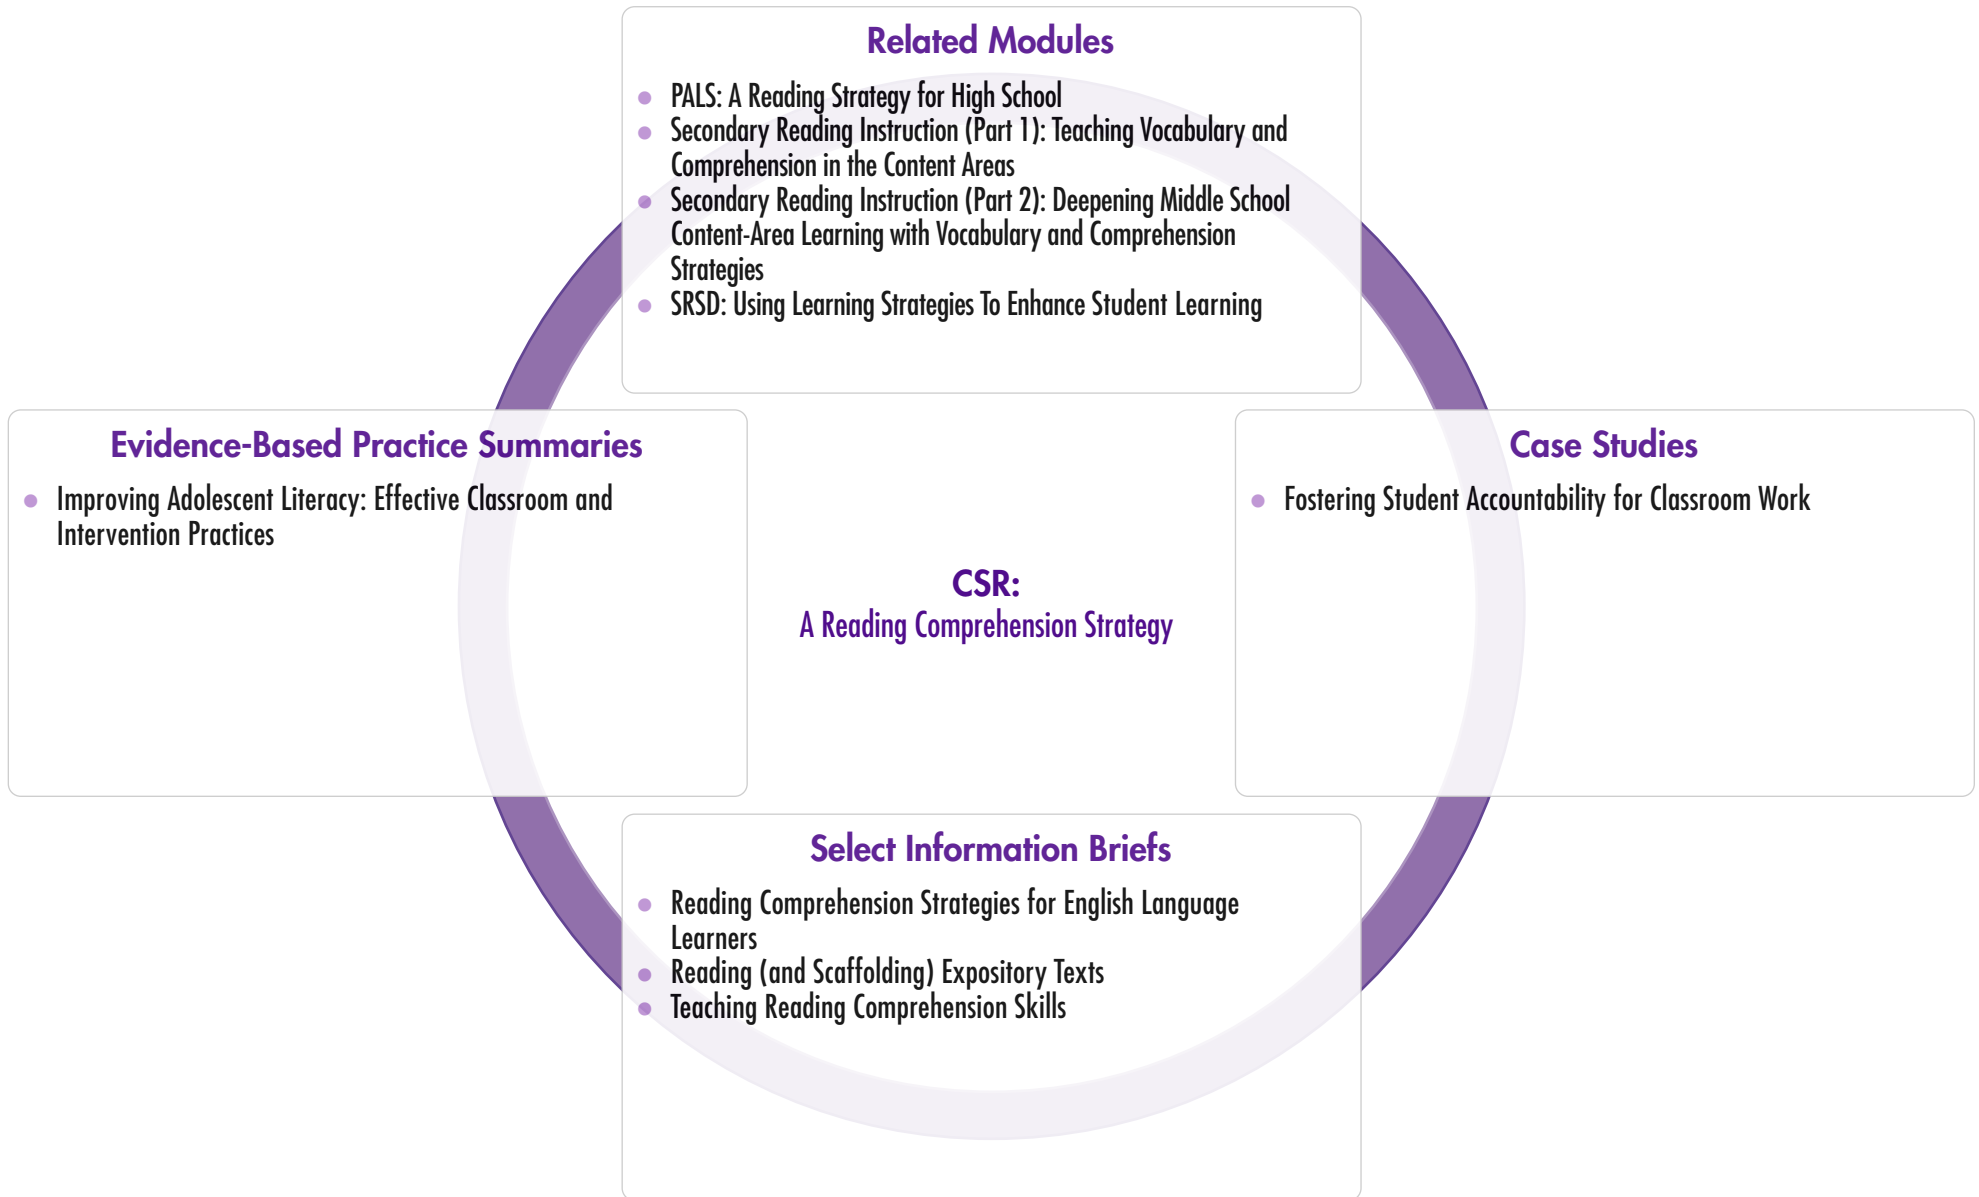 Related Modules
PALS: A Reading Strategy for High School
Secondary Reading Instruction (Part 1): Teaching Vocabulary and
Comprehension in the Content Areas
Secondary Reading Instruction (Part 2): Deepening Middle School
Content-Area Learning with Vocabulary and Comprehension
Strategies
SRSD: Using Learning Strategies To Enhance Student Learning
Evidence-Based Practice Summaries
Improving Adolescent Literacy: Effective Classroom and
Intervention Practices
CSR:
A Reading Comprehension Strategy
Case Studies
Fostering Student Accountability for Classroom Work
Select Information Briefs
Reading Comprehension Strategies for English Language
Learners
Reading (and Scaffolding) Expository Texts
Teaching Reading Comprehension Skills